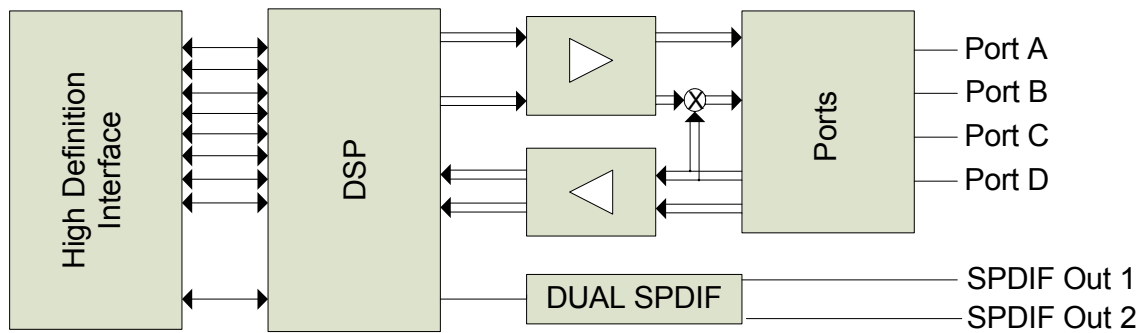 High Definition
Interface
DSP
Ports
Port A
Port B
Port C
Port D
DUAL SPDIF
SPDIF Out 1
SPDIF Out 2